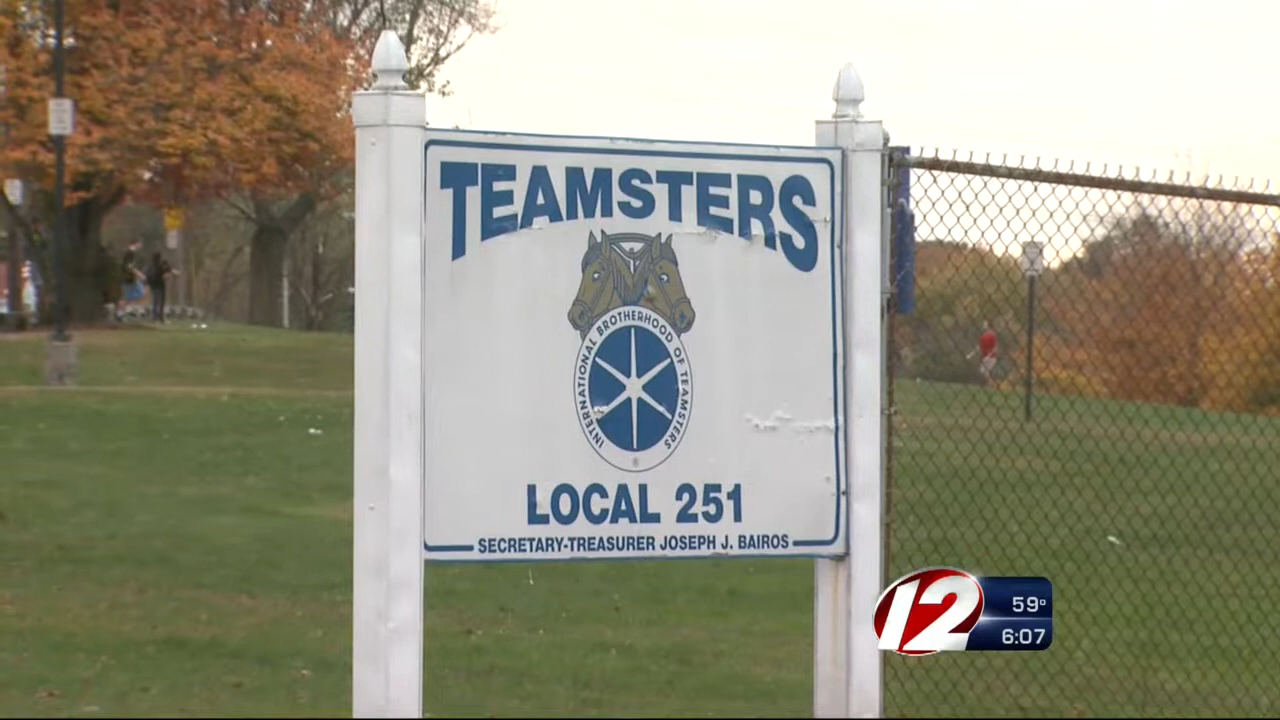 TEAMSTERS
INTERNATIONAL BROTHERHOOD OF TEAMSTERS
®
LOCAL 251
SECRETARY-TREASURER JOSEPH J. BAIROS
12
59°
6:07